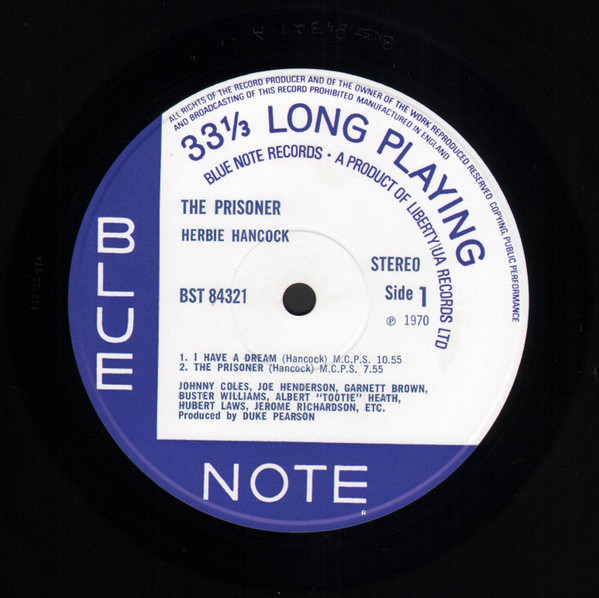 ALL RIGHTS OF THE RECORD PRODUCER AND OF THE OWNER OF THE WORK REPRODUCED RESERVED. COPYING, PUBLIC PERFORMANCE
AND BROADCASTING OF THIS RECORD PROHIBITED MANUFACTURED IN ENGLAND
33⅓ LONG PLAYING
BLUE NOTE RECORDS · A PRODUCT OF LIBERTY/UA RECORDS LTD
THE PRISONER
HERBIE HANCOCK
STEREO
BST 84321
Side 1
℗ 1970
1. I HAVE A DREAM (Hancock) M.C.P.S. 10.55
2. THE PRISONER (Hancock) M.C.P.S. 7.55
JOHNNY COLES, JOE HENDERSON, GARNETT BROWN,
BUSTER WILLIAMS, ALBERT "TOOTIE" HEATH,
HUBERT LAWS, JEROME RICHARDSON, ETC.
Produced by DUKE PEARSON
BLUE
NOTE
R